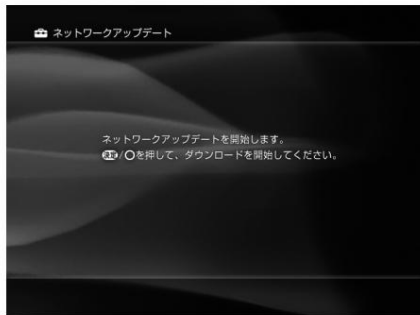 ネットワークアップデート
ネットワークアップデートを開始します。
決定/○を押して、ダウンロードを開始してください。